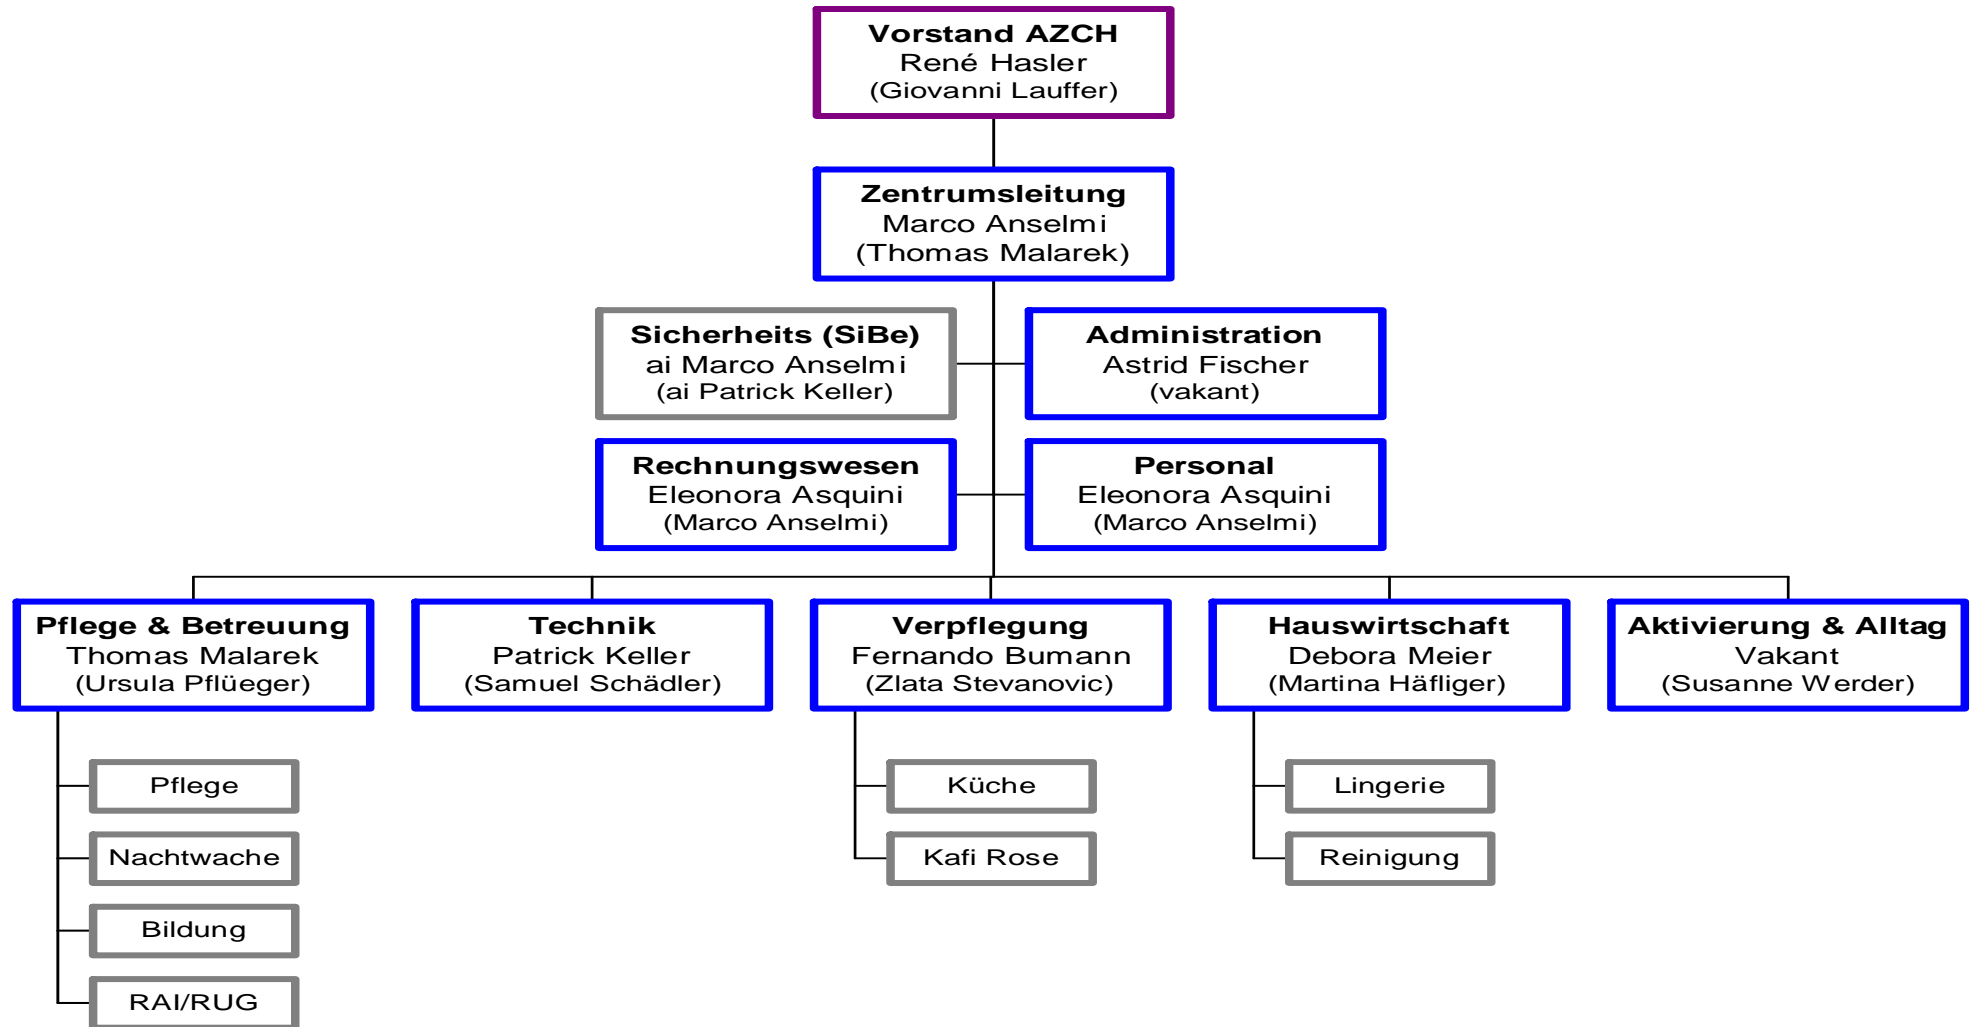 Vorstand AZCH
René Hasler
(Giovanni Lauffer)
Zentrumsleitung
Marco Anselmi
(Thomas Malarek)
Sicherheits (SiBe)
ai Marco Anselmi
(ai Patrick Keller)
Administration
Astrid Fischer
(vakant)
Rechnungswesen
Eleonora Asquini
(Marco Anselmi)
Personal
Eleonora Asquini
(Marco Anselmi)
Pflege & Betreuung
Thomas Malarek
(Ursula Pflüeger)
Technik
Patrick Keller
(Samuel Schädler)
Verpflegung
Fernando Bumann
(Zlata Stevanovic)
Hauswirtschaft
Debora Meier
(Martina Häfliger)
Aktivierung & Alltag
Vakant
(Susanne Werder)
Pflege
Nachtwache
Bildung
RAI/RUG
Küche
Kafi Rose
Lingerie
Reinigung